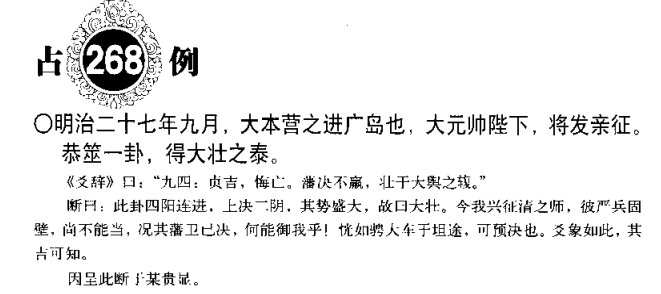 占 268 例
〇明治二十七年九月，大本营之进广岛也，大元帅陛下，将发亲征。
恭筮一卦，得大壮之泰。
《爻辞》曰：“九四：贞吉，悔亡。藩决不羸，壮于大舆之輹。”
断曰：此卦四阳连进，上决二阴，其势盛大，故曰大壮。今我兴征清之师，彼严兵固
壁，尚不能当，况其藩卫已决，何能御我乎！恍如骋大车于坦途，可预决也。爻象如此，其
吉可知。
因呈此断于某贵显。